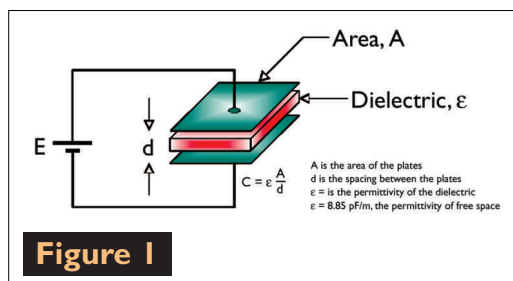 Area, A
Dielectric, ε
E
d
C = ε A/d
A is the area of the plates
d is the spacing between the plates
ε = is the permittivity of the dielectric
ε = 8.85 pF/m, the permittivity of free space
Figure 1